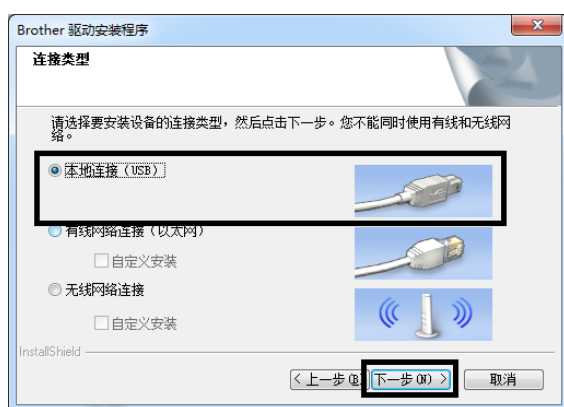 Brother 驱动安装程序
连接类型
请选择要安装设备的连接类型，然后点击下一步。您不能同时使用有线和无线网
络。
本地连接（USB）
有线网络连接（以太网）
自定义安装
无线网络连接
自定义安装
InstallShield
< 上一步(B) 下一步(N) > 取消